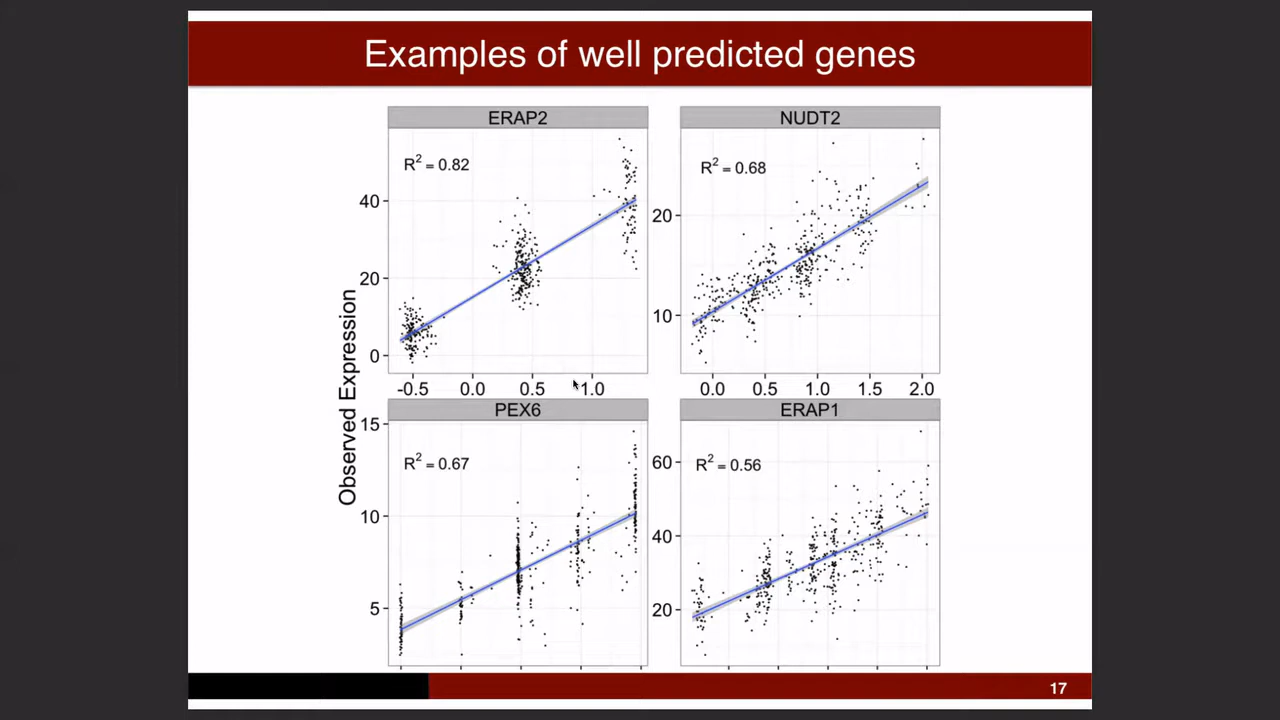 Examples of well predicted genes
ERAP2
R² = 0.82
40
20
0
-0.5 0.0 0.5 1.0
NUDT2
R² = 0.68
20
10
0.0 0.5 1.0 1.5 2.0
Observed Expression
PEX6
R² = 0.67
15
10
5
ERAP1
R² = 0.56
60
40
20
17